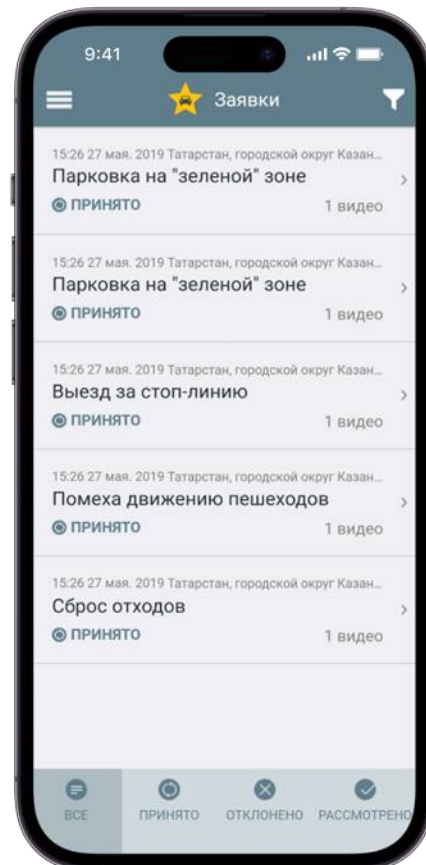 9:41
Заявки
15:26 27 мая. 2019 Татарстан, городской округ Казан...
Парковка на "зеленой" зоне
ПРИНЯТО
1 видео
15:26 27 мая. 2019 Татарстан, городской округ Казан...
Парковка на "зеленой" зоне
ПРИНЯТО
1 видео
15:26 27 мая. 2019 Татарстан, городской округ Казан...
Выезд за стоп-линию
ПРИНЯТО
1 видео
15:26 27 мая. 2019 Татарстан, городской округ Казан...
Помеха движению пешеходов
ПРИНЯТО
1 видео
15:26 27 мая. 2019 Татарстан, городской округ Казан...
Сброс отходов
ПРИНЯТО
1 видео
ВСЕ
ПРИНЯТО
ОТКЛОНЕНО
РАССМОТРЕНО